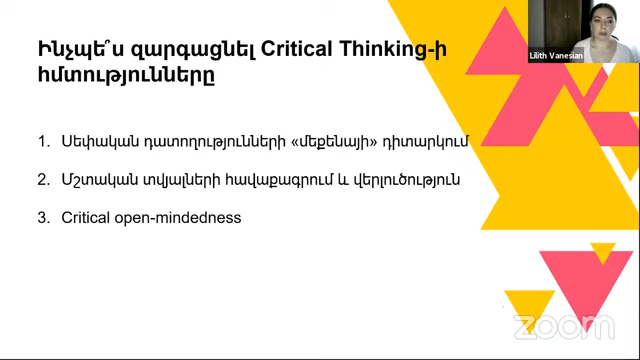 Lilith Vanesian
Ինչպե՞ս զարգացնել Critical Thinking-ի
հմտությունները
1. Սեփական դատողությունների «մեքենայի» դիտարկում
2. Մշտական տվյալների հավաքագրում և վերլուծություն
3. Critical open-mindedness
zoom